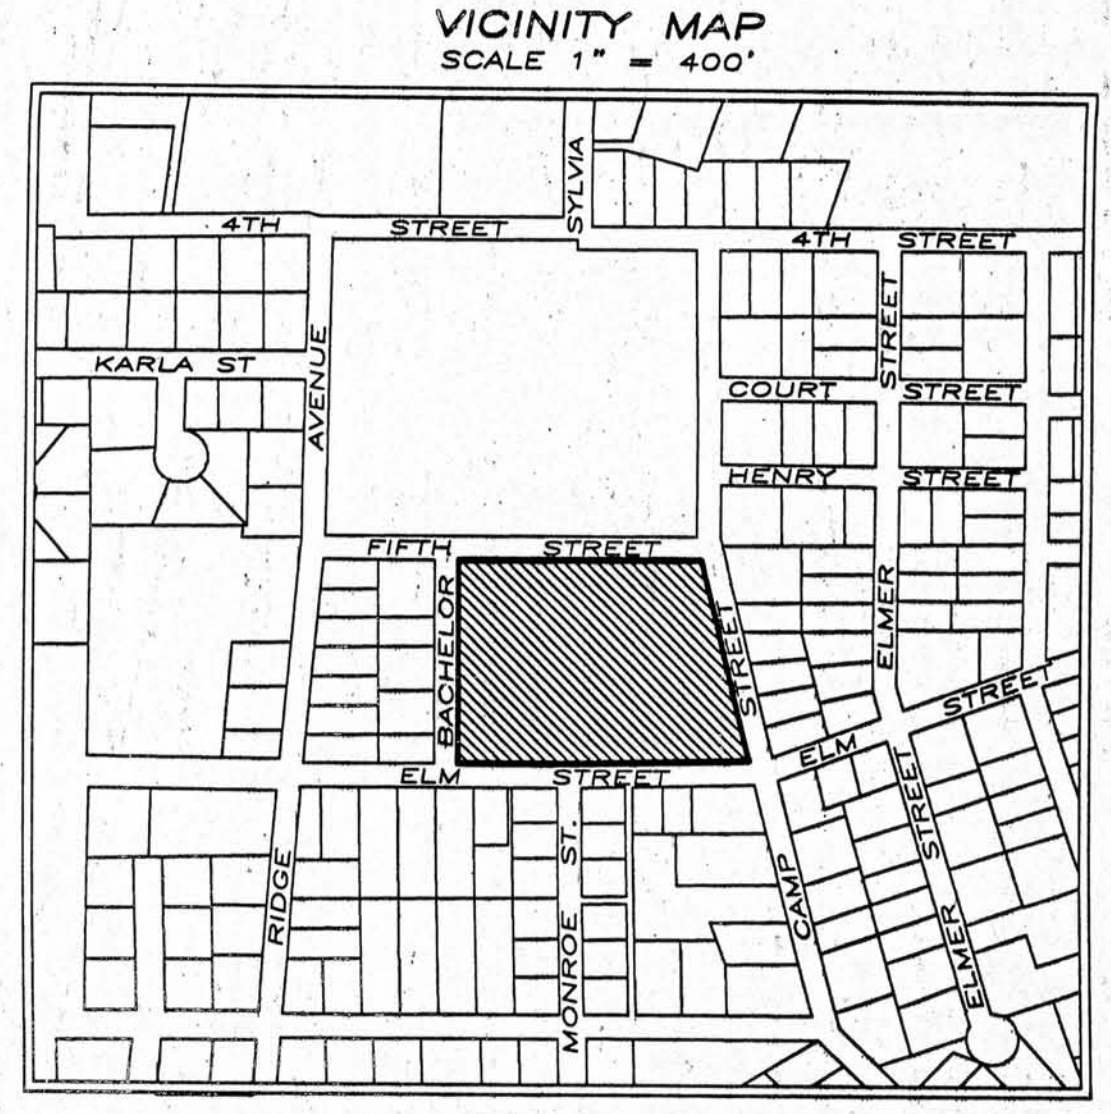 VICINITY MAP
SCALE 1" = 400'
SYLVIA
4TH STREET
4TH STREET
KARLA ST
AVENUE
STREET
COURT STREET
HENRY STREET
FIFTH STREET
BACHELOR
STREET
ELMER
STREET
ELM
ELM STREET
STREET
RIDGE
MONROE ST.
CAMP
ELMER